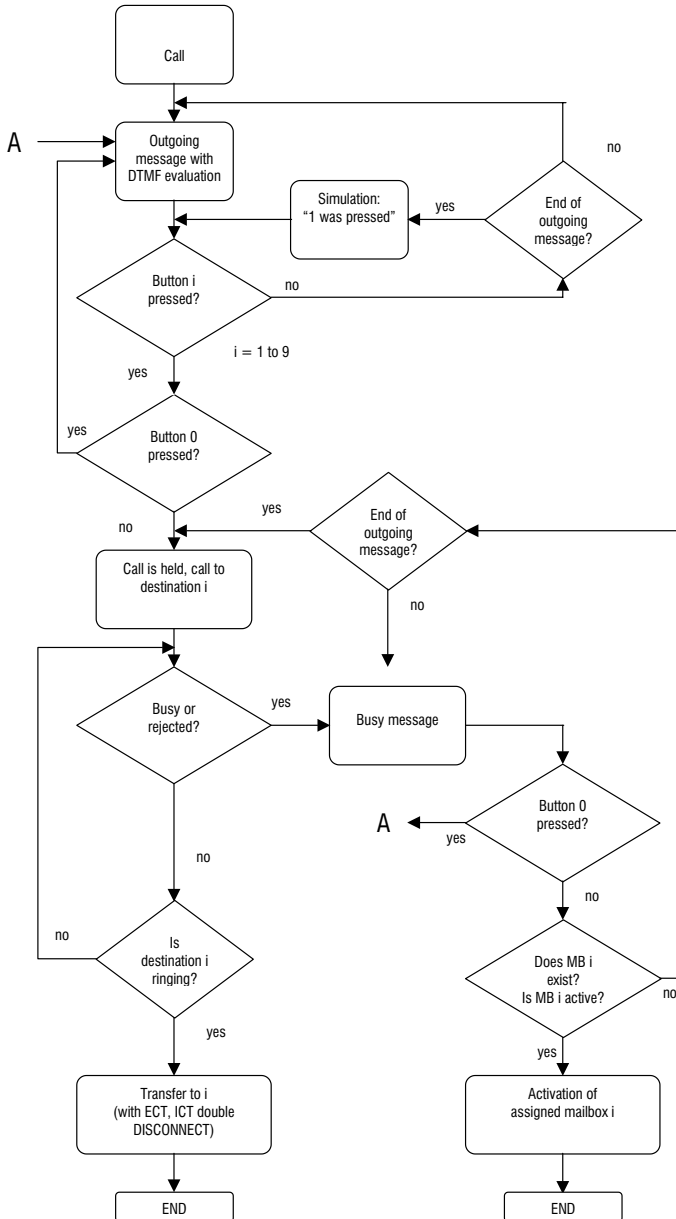 Call
no
A
Outgoing
message with
DTMF evaluation
Simulation:
“1 was pressed”
yes
End of
outgoing
message?
Button i
pressed?
no
i = 1 to 9
yes
yes
Button 0
pressed?
yes
End of
outgoing
message?
no
Call is held, call to
destination i
no
Busy or
rejected?
yes
Busy message
Button 0
pressed?
A
yes
no
no
no
Is
destination i
ringing?
Does MB i
exist?
Is MB i active?
no
yes
yes
Transfer to i
(with ECT, ICT double
DISCONNECT)
Activation of
assigned mailbox i
END
END